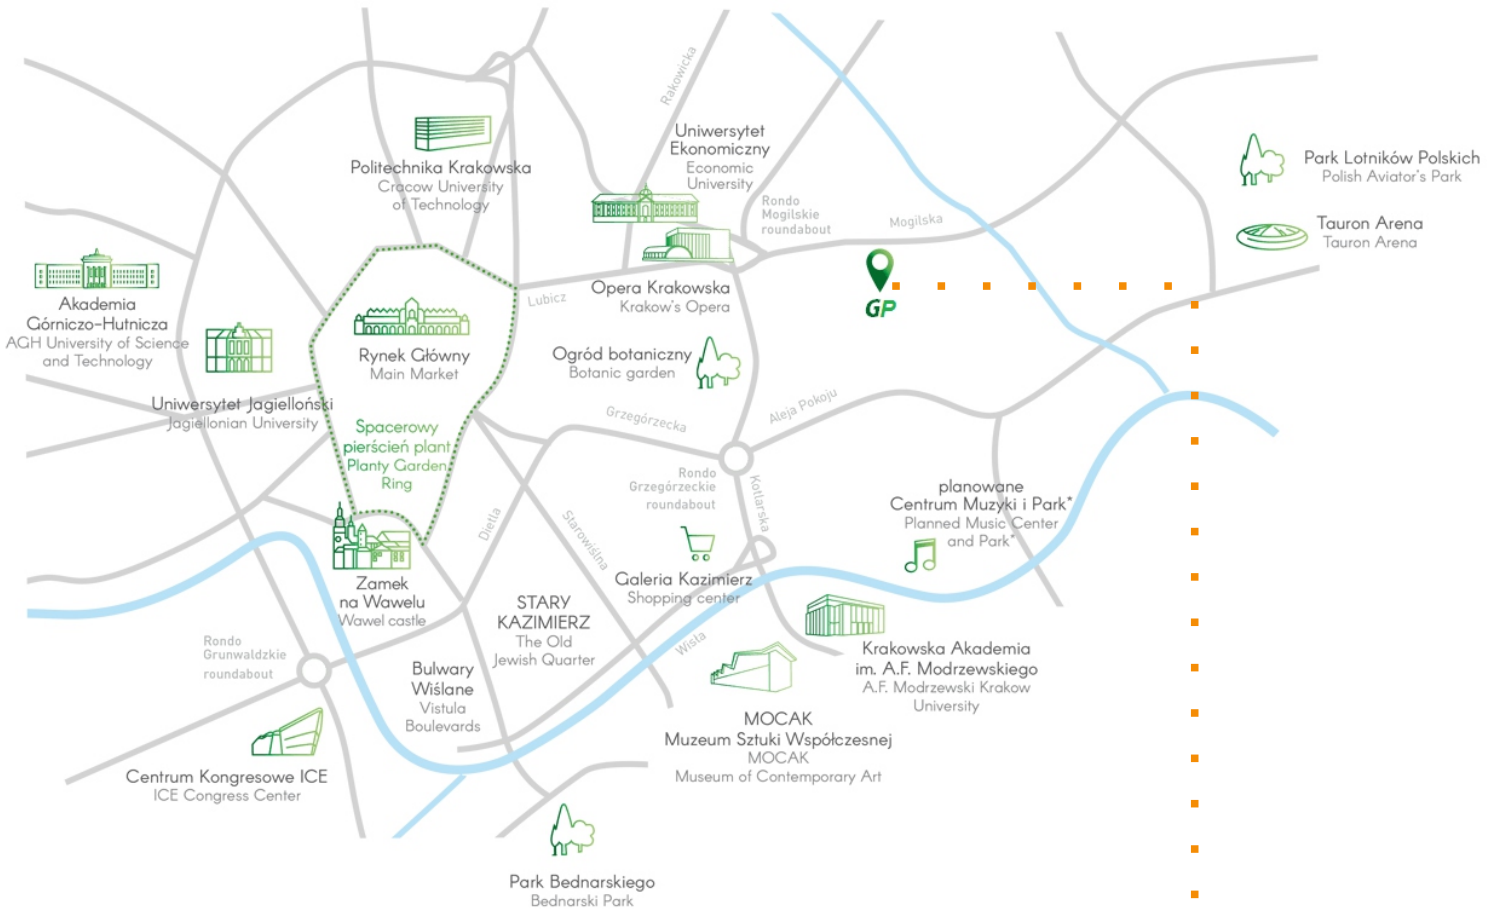 Rakowicka
Uniwersytet
Ekonomiczny
Economic
University
Politechnika Krakowska
Cracow University
of Technology
Park Lotników Polskich
Polish Aviator's Park
Rondo
Mogilskie
roundabout
Mogilska
Tauron Arena
Tauron Arena
Akademia
Górniczo-Hutnicza
AGH University of Science
and Technology
Opera Krakowska
Krakow's Opera
Lubicz
GP
Rynek Główny
Main Market
Ogród botaniczny
Botanic garden
Uniwersytet Jagielloński
Jagiellonian University
Grzegórzecka
Aleja Pokoju
Spacerowy
pierścień plant
Planty Garden
Ring
Rondo
Grzegórzeckie
roundabout
Kotlarska
planowane
Centrum Muzyki i Park*
Planned Music Center
and Park*
Dietla
Starowiślna
Zamek
na Wawelu
Wawel castle
Galeria Kazimierz
Shopping center
STARY
KAZIMIERZ
The Old
Jewish Quarter
Wisła
Rondo
Grunwaldzkie
roundabout
Krakowska Akademia
im. A.F. Modrzewskiego
A.F. Modrzewski Krakow
University
Bulwary
Wiślane
Vistula
Boulevards
MOCAK
Muzeum Sztuki Współczesnej
MOCAK
Museum of Contemporary Art
Centrum Kongresowe ICE
ICE Congress Center
Park Bednarskiego
Bednarski Park